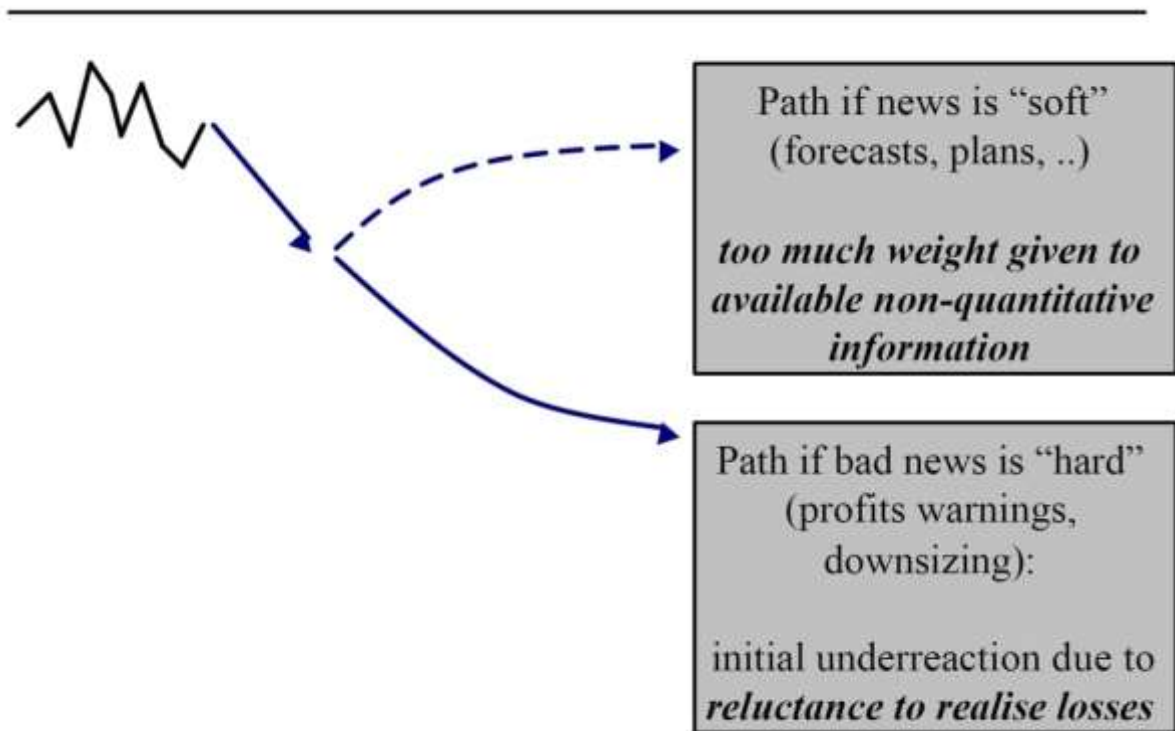 Path if news is “soft”
(forecasts, plans, ..)
too much weight given to
available non-quantitative
information
Path if bad news is “hard”
(profits warnings,
downsizing):
initial underreaction due to
reluctance to realise losses